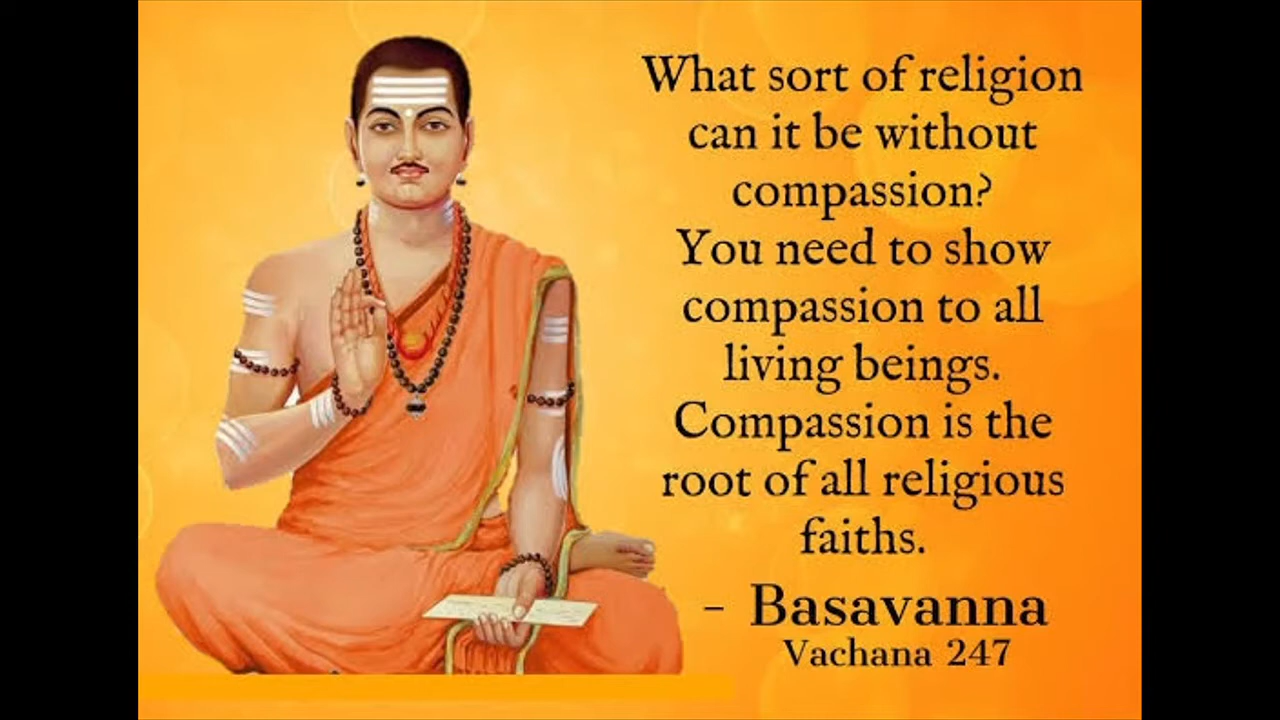 What sort of religion
can it be without
compassion?
You need to show
compassion to all
living beings.
Compassion is the
root of all religious
faiths.
- Basavanna
Vachana 247